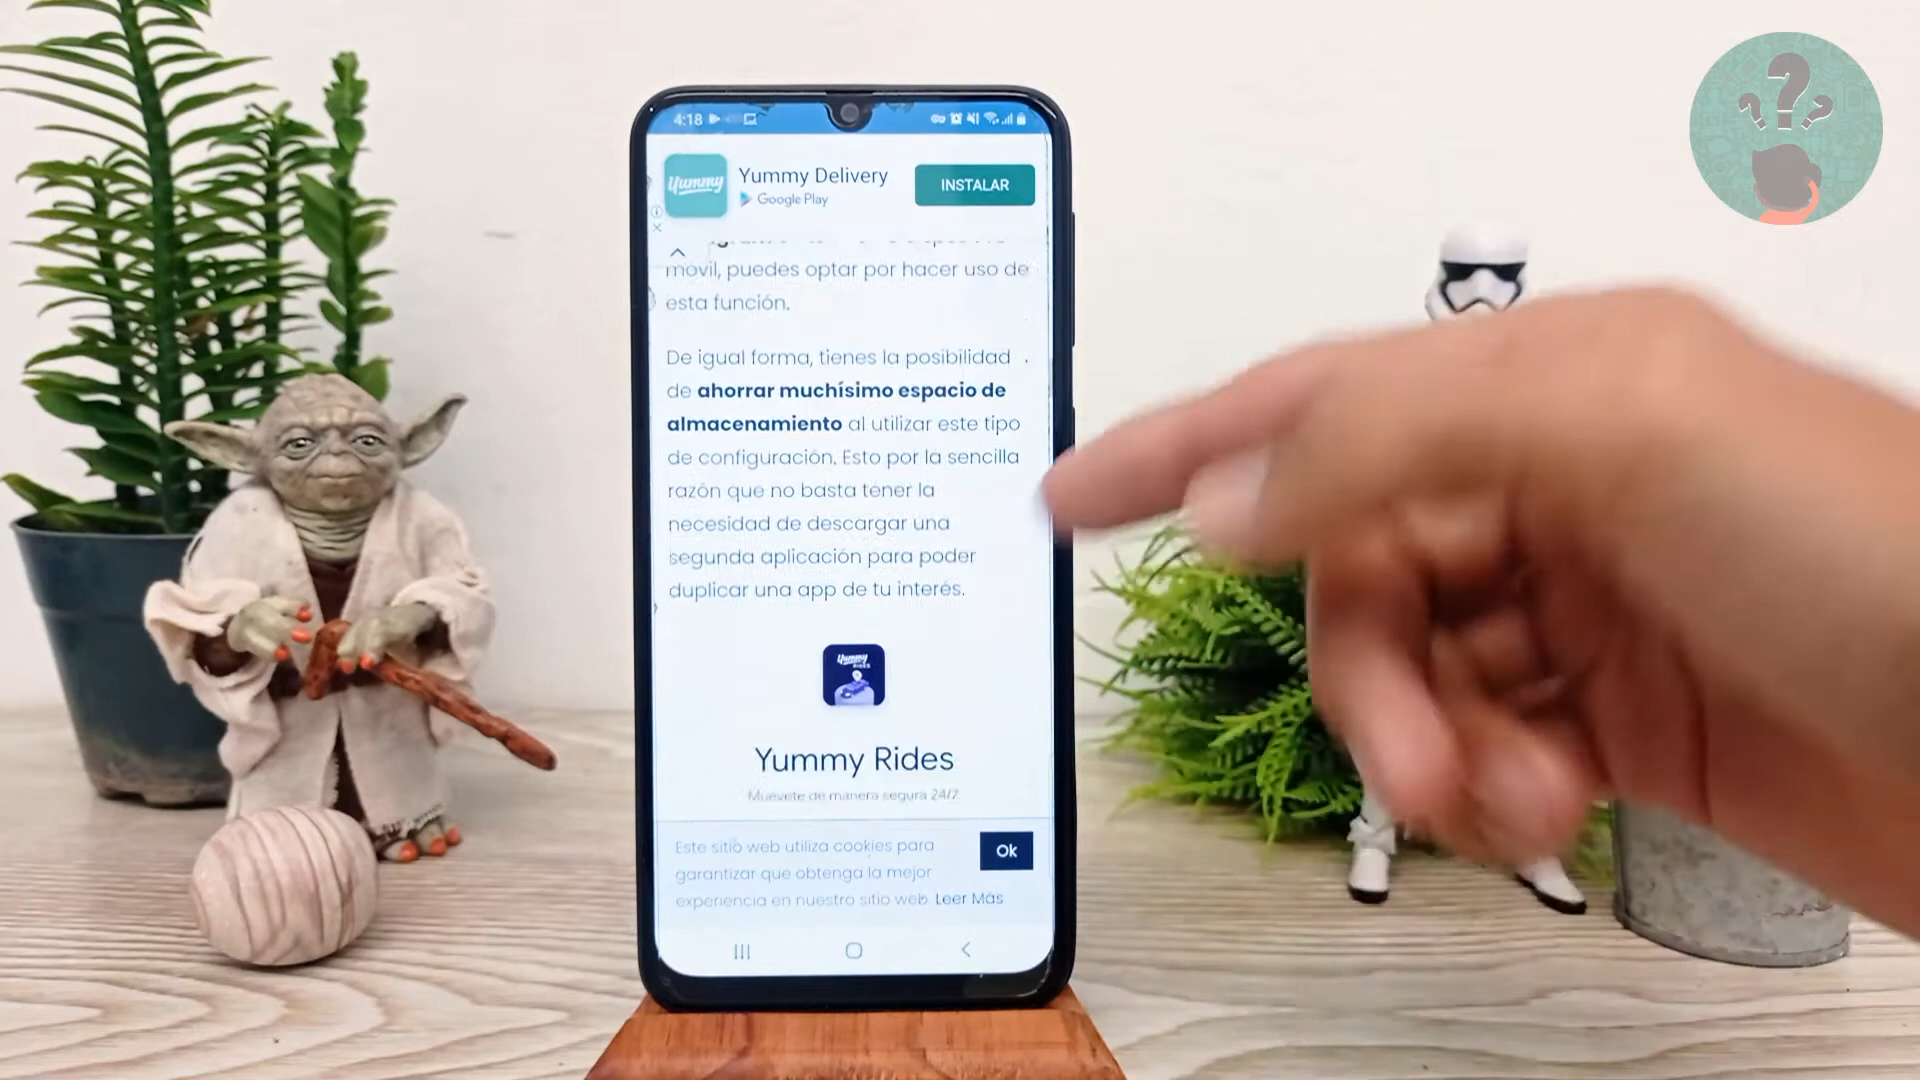 4:18
Yummy
Yummy Delivery
Google Play
INSTALAR
móvil, puedes optar por hacer uso de
esta función.
De igual forma, tienes la posibilidad
de ahorrar muchísimo espacio de
almacenamiento al utilizar este tipo
de configuración. Esto por la sencilla
razón que no basta tener la
necesidad de descargar una
segunda aplicación para poder
duplicar una app de tu interés.
Yummy
RIDES
Yummy Rides
Muévete de manera segura 24/7.
Este sitio web utiliza cookies para
garantizar que obtenga la mejor
experiencia en nuestro sitio web Leer Más
Ok